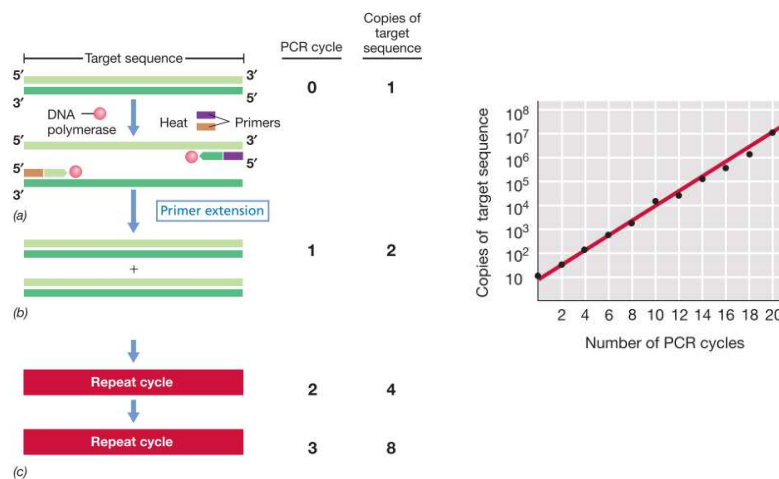 Copies of
target
PCR cycle sequence
Target sequence
5′ 3′
3′ 5′
0 1
DNA
polymerase
Heat Primers
5′ 3′
5′
5′
3′
(a)
Primer extension
+
1 2
(b)
Repeat cycle
2 4
Repeat cycle
3 8
(c)
Copies of target sequence
10⁸
10⁷
10⁶
10⁵
10⁴
10³
10²
10
2 4 6 8 10 12 14 16 18 20
Number of PCR cycles